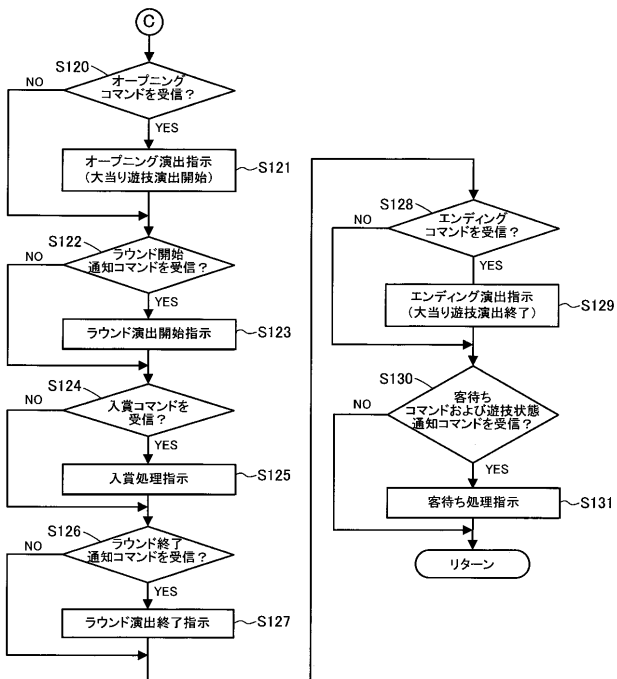 C
S120
オープニング
コマンドを受信？
NO
YES
オープニング演出指示
（大当り遊技演出開始）
S121
S122
ラウンド開始
通知コマンドを受信？
NO
YES
ラウンド演出開始指示
S123
S124
入賞コマンドを
受信？
NO
YES
入賞処理指示
S125
S126
ラウンド終了
通知コマンドを受信？
NO
YES
ラウンド演出終了指示
S127
S128
エンディング
コマンドを受信？
NO
YES
エンディング演出指示
（大当り遊技演出終了）
S129
S130
客待ち
コマンドおよび遊技状態
通知コマンドを受信？
NO
YES
客待ち処理指示
S131
リターン